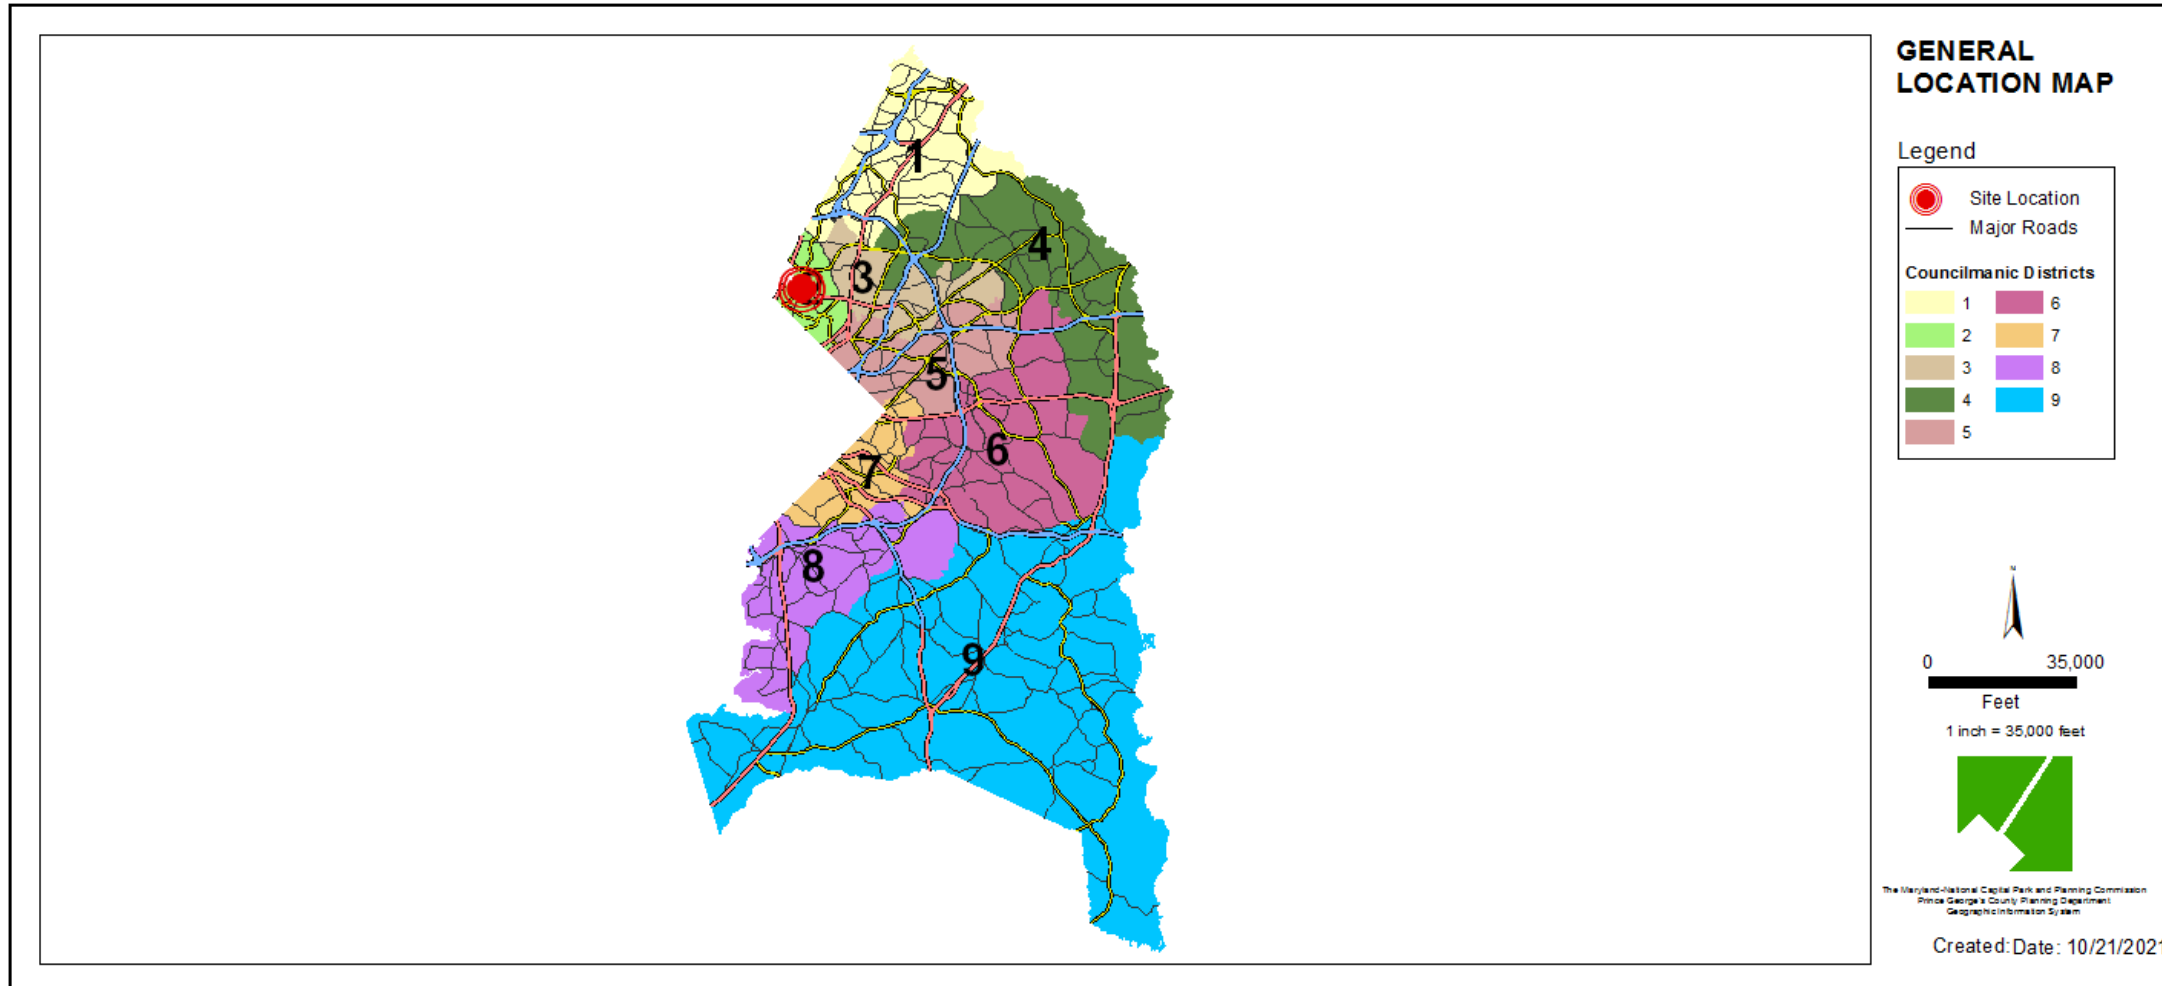 GENERAL
LOCATION MAP
Legend
Site Location
Major Roads
Councilmanic Districts
1 6
2 7
3 8
4 9
5
1
4
3
5
6
7
8
9
N
0 35,000
Feet
1 inch = 35,000 feet
The Maryland-National Capital Park and Planning Commission
Prince George's County Planning Department
Geographic Information System
Created: Date: 10/21/2021